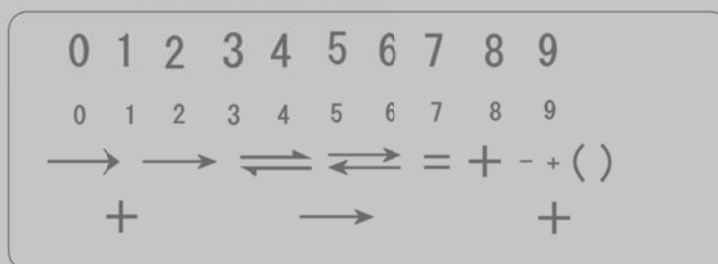 0 1 2 3 4 5 6 7 8 9
0 1 2 3 4 5 6 7 8 9
→ → ⇌ ⇄ = + - + ( )
+ → +